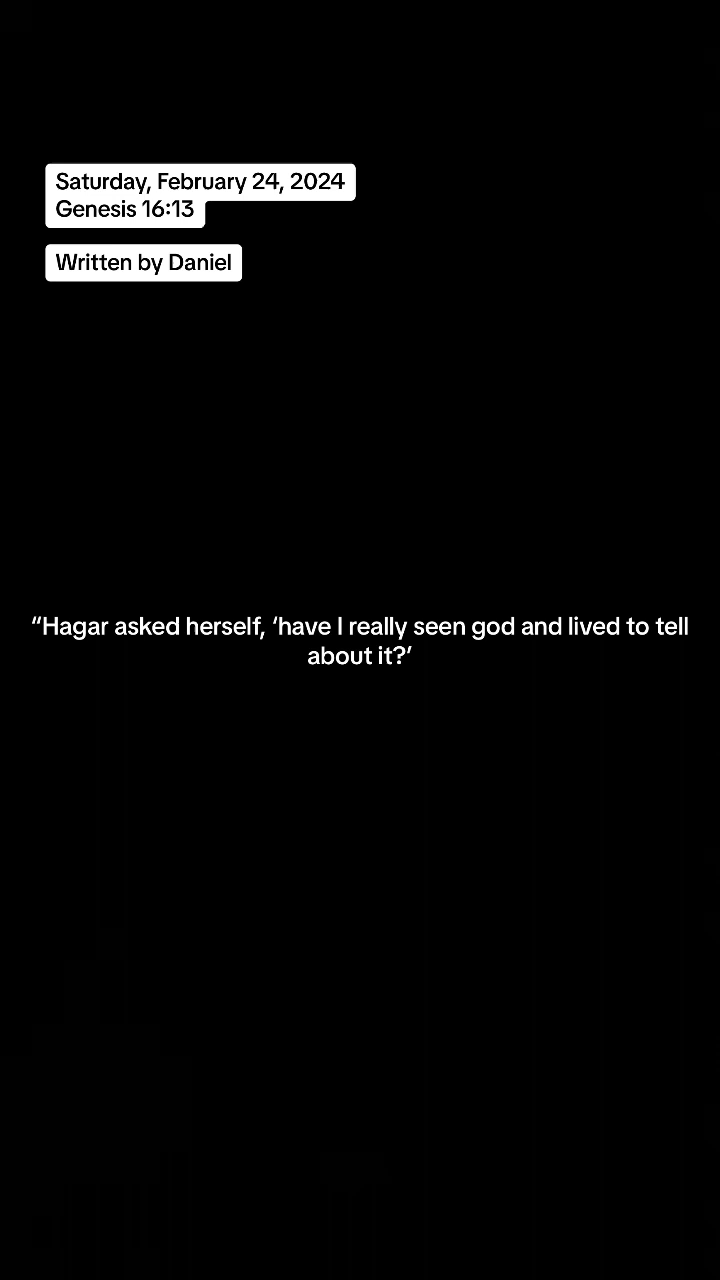 Saturday, February 24, 2024
Genesis 16:13
Written by Daniel
“Hagar asked herself, ‘have I really seen god and lived to tell
about it?’